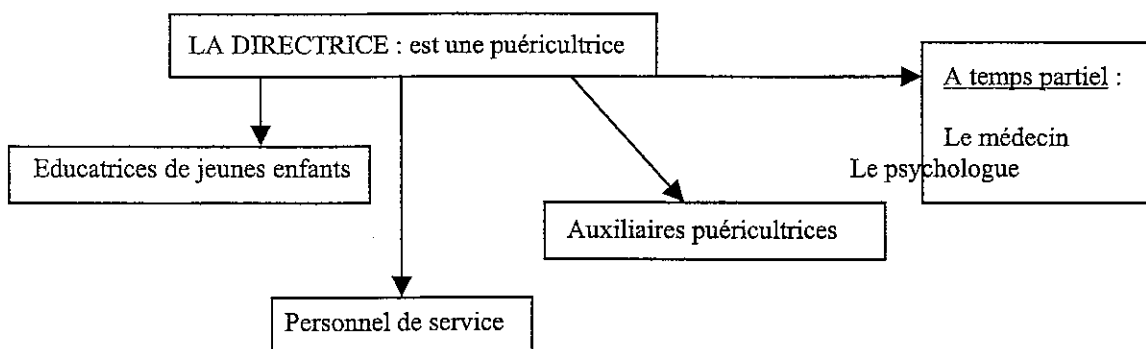 LA DIRECTRICE : est une puéricultrice
A temps partiel :
Le médecin
Le psychologue
Educatrices de jeunes enfants
Auxiliaires puéricultrices
Personnel de service